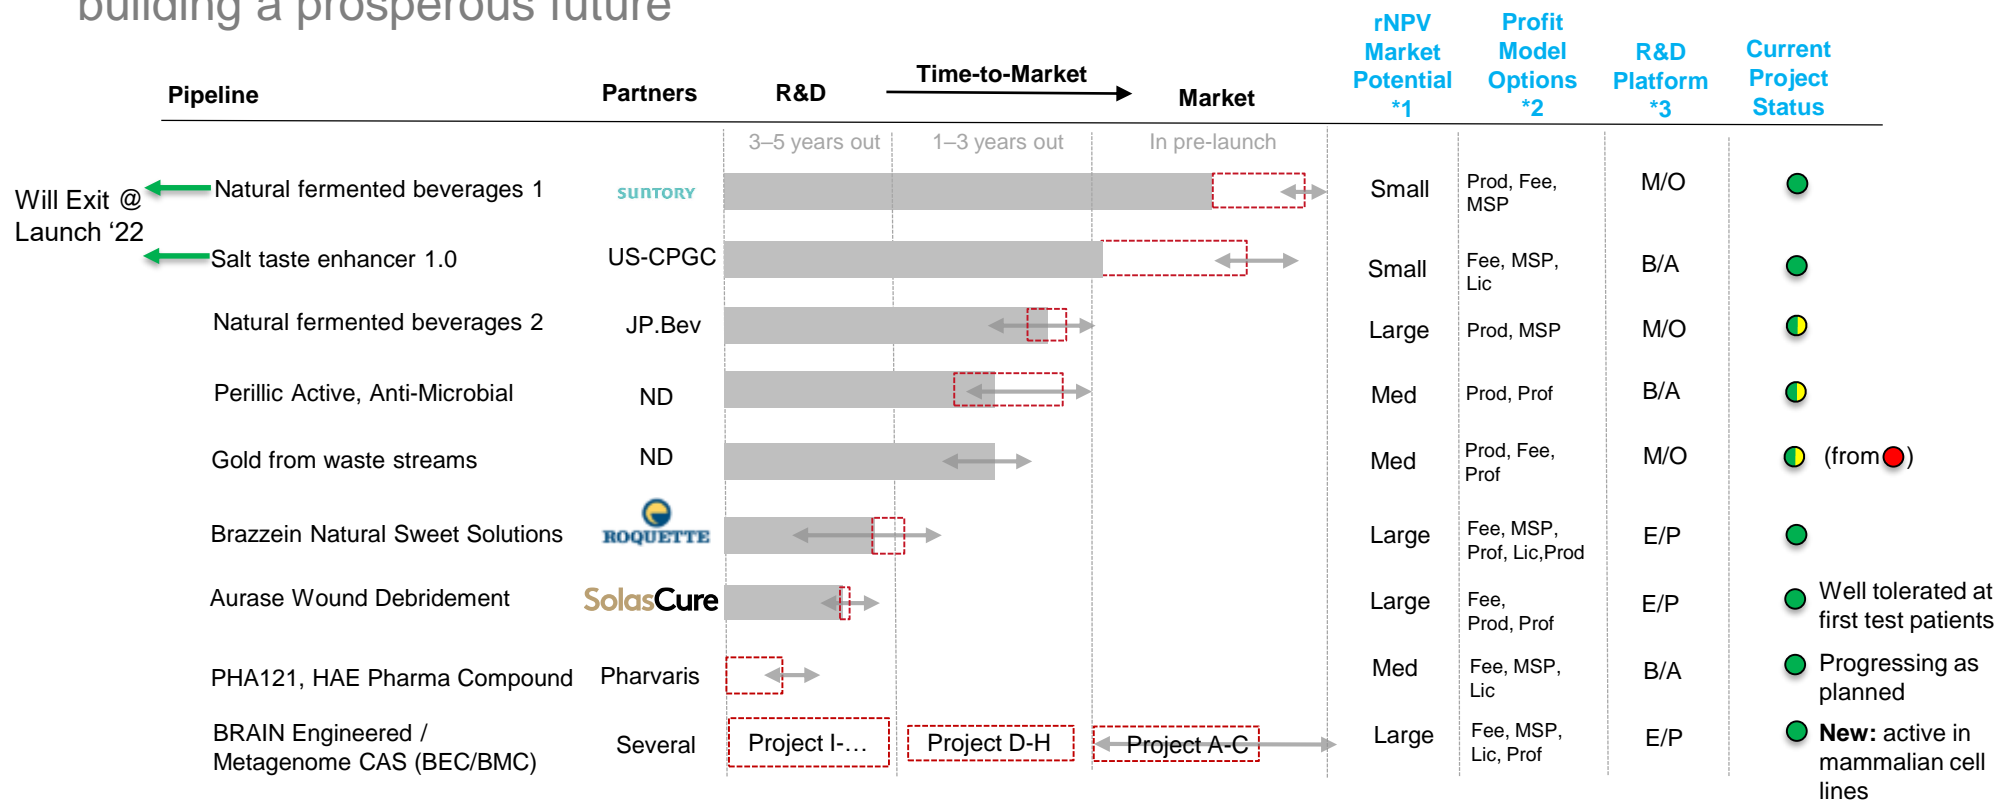 building a prosperous future
Pipeline
Partners
R&D
Time-to-Market
Market
rNPV
Market
Potential
*1
Profit
Model
Options
*2
R&D
Platform
*3
Current
Project
Status
3–5 years out
1–3 years out
In pre-launch
Will Exit @
Launch ‘22
Natural fermented beverages 1
SUNTORY
Small
Prod, Fee,
MSP
M/O
Salt taste enhancer 1.0
US-CPGC
Small
Fee, MSP,
Lic
B/A
Natural fermented beverages 2
JP.Bev
Large
Prod, MSP
M/O
Perillic Active, Anti-Microbial
ND
Med
Prod, Prof
B/A
Gold from waste streams
ND
Med
Prod, Fee,
Prof
M/O
(from )
Brazzein Natural Sweet Solutions
ROQUETTE
Large
Fee, MSP,
Prof, Lic,Prod
E/P
Aurase Wound Debridement
SolasCure
Large
Fee,
Prod, Prof
E/P
Well tolerated at
first test patients
PHA121, HAE Pharma Compound
Pharvaris
Med
Fee, MSP,
Lic
B/A
Progressing as
planned
BRAIN Engineered /
Metagenome CAS (BEC/BMC)
Several
Project I-…
Project D-H
Project A-C
Large
Fee, MSP,
Lic, Prof
E/P
New: active in
mammalian cell
lines